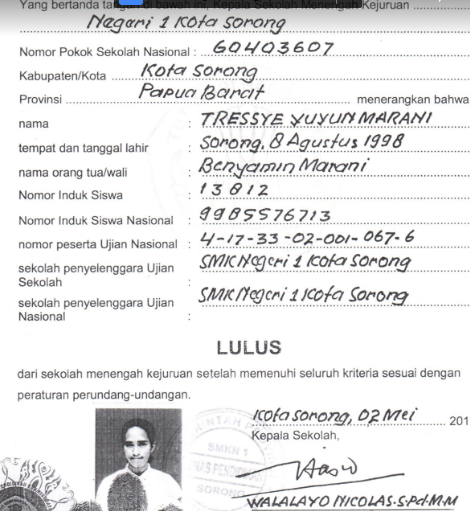 Yang bertanda tangan di bawah ini, Kepala Sekolah Menengah Kejuruan
Negeri 1 Kota Sorong
Nomor Pokok Sekolah Nasional : 60403607
Kabupaten/Kota Kota Sorong
Provinsi Papua Barat menerangkan bahwa
nama : TRESSYE YUYUN MARANI
tempat dan tanggal lahir : Sorong, 8 Agustus 1998
nama orang tua/wali : Benyamin Marani
Nomor Induk Siswa : 13812
Nomor Induk Siswa Nasional : 9985576713
nomor peserta Ujian Nasional : 4-17-33-02-001-067-6
sekolah penyelenggara Ujian Sekolah : SMK Negeri 1 Kota Sorong
sekolah penyelenggara Ujian Nasional : SMK Negeri 1 Kota Sorong
LULUS
dari sekolah menengah kejuruan setelah memenuhi seluruh kriteria sesuai dengan
peraturan perundang-undangan.
Kota Sorong, 02 Mei 201
Kepala Sekolah,
SMKN 1
SORONG
WALALAYO NICOLAS.S.Pd.M.M